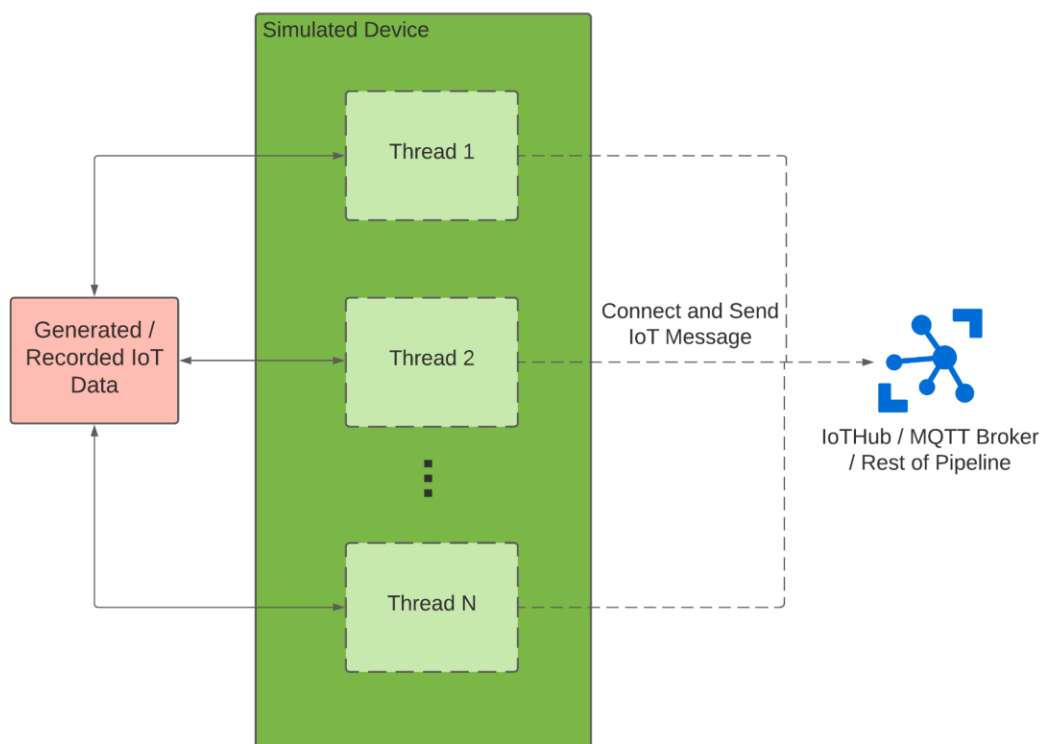 Simulated Device
Thread 1
Generated /
Recorded IoT
Data
Thread 2
Connect and Send
IoT Message
IoTHub / MQTT Broker
/ Rest of Pipeline
Thread N